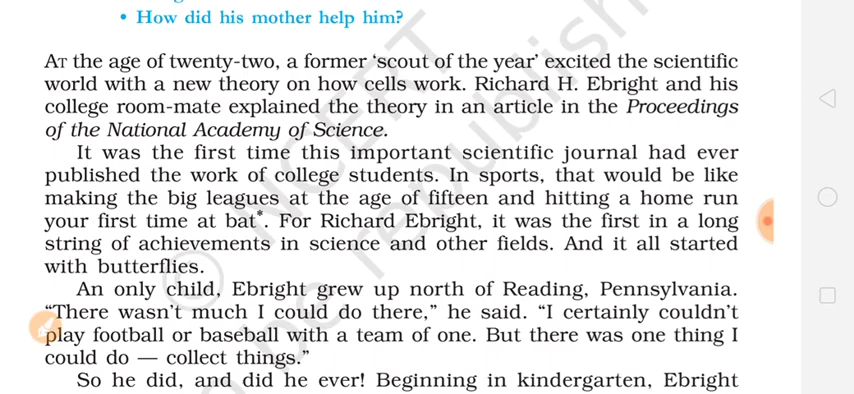 • How did his mother help him?
AT the age of twenty-two, a former ‘scout of the year’ excited the scientific
world with a new theory on how cells work. Richard H. Ebright and his
college room-mate explained the theory in an article in the Proceedings
of the National Academy of Science.
It was the first time this important scientific journal had ever
published the work of college students. In sports, that would be like
making the big leagues at the age of fifteen and hitting a home run
your first time at bat*. For Richard Ebright, it was the first in a long
string of achievements in science and other fields. And it all started
with butterflies.
An only child, Ebright grew up north of Reading, Pennsylvania.
“There wasn’t much I could do there,” he said. “I certainly couldn’t
play football or baseball with a team of one. But there was one thing I
could do — collect things.”
So he did, and did he ever! Beginning in kindergarten, Ebright
© NCERT
be republish